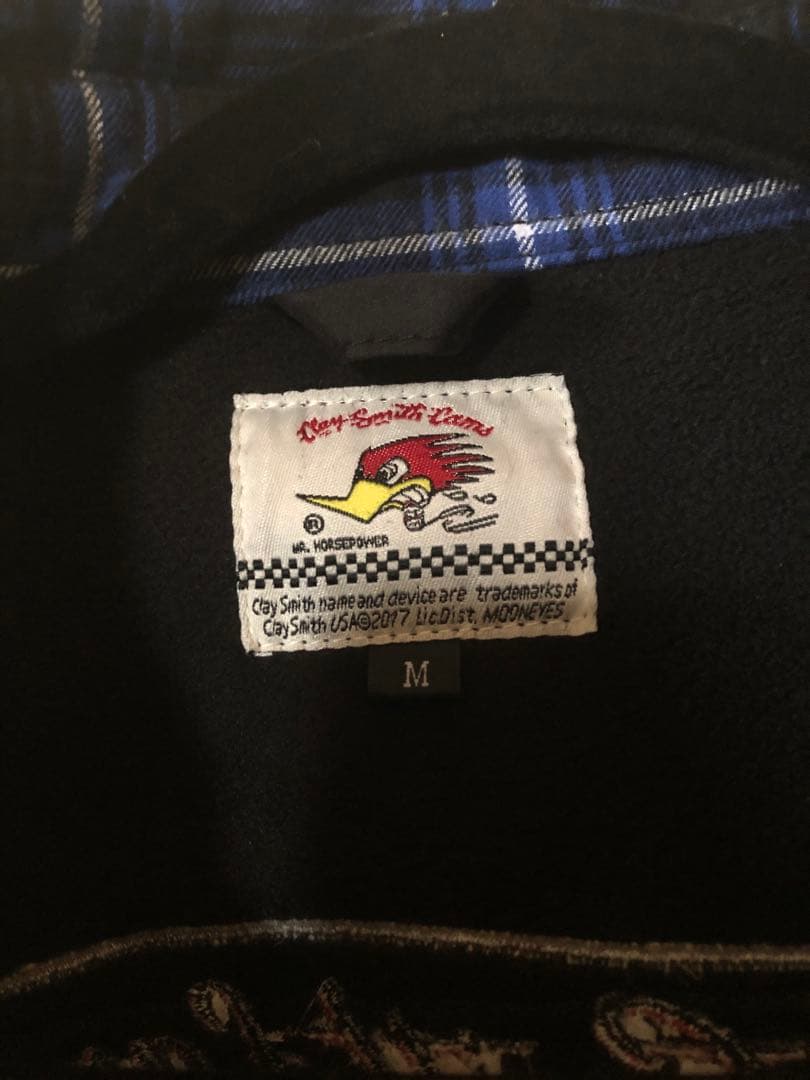 Clay Smith Cams
®
MR. HORSEPOWER
Clay Smith name and device are trademarks of
Clay Smith USA©2017 Lic.Dist. MOONEYES
M